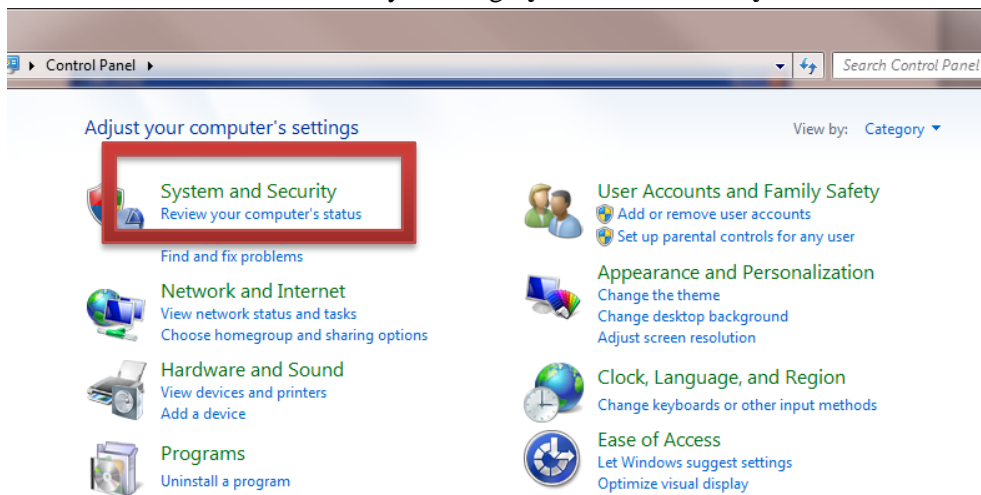 Control Panel
Search Control Panel
Adjust your computer's settings
View by: Category
System and Security
Review your computer's status
Find and fix problems
Network and Internet
View network status and tasks
Choose homegroup and sharing options
Hardware and Sound
View devices and printers
Add a device
Programs
Uninstall a program
User Accounts and Family Safety
Add or remove user accounts
Set up parental controls for any user
Appearance and Personalization
Change the theme
Change desktop background
Adjust screen resolution
Clock, Language, and Region
Change keyboards or other input methods
Ease of Access
Let Windows suggest settings
Optimize visual display